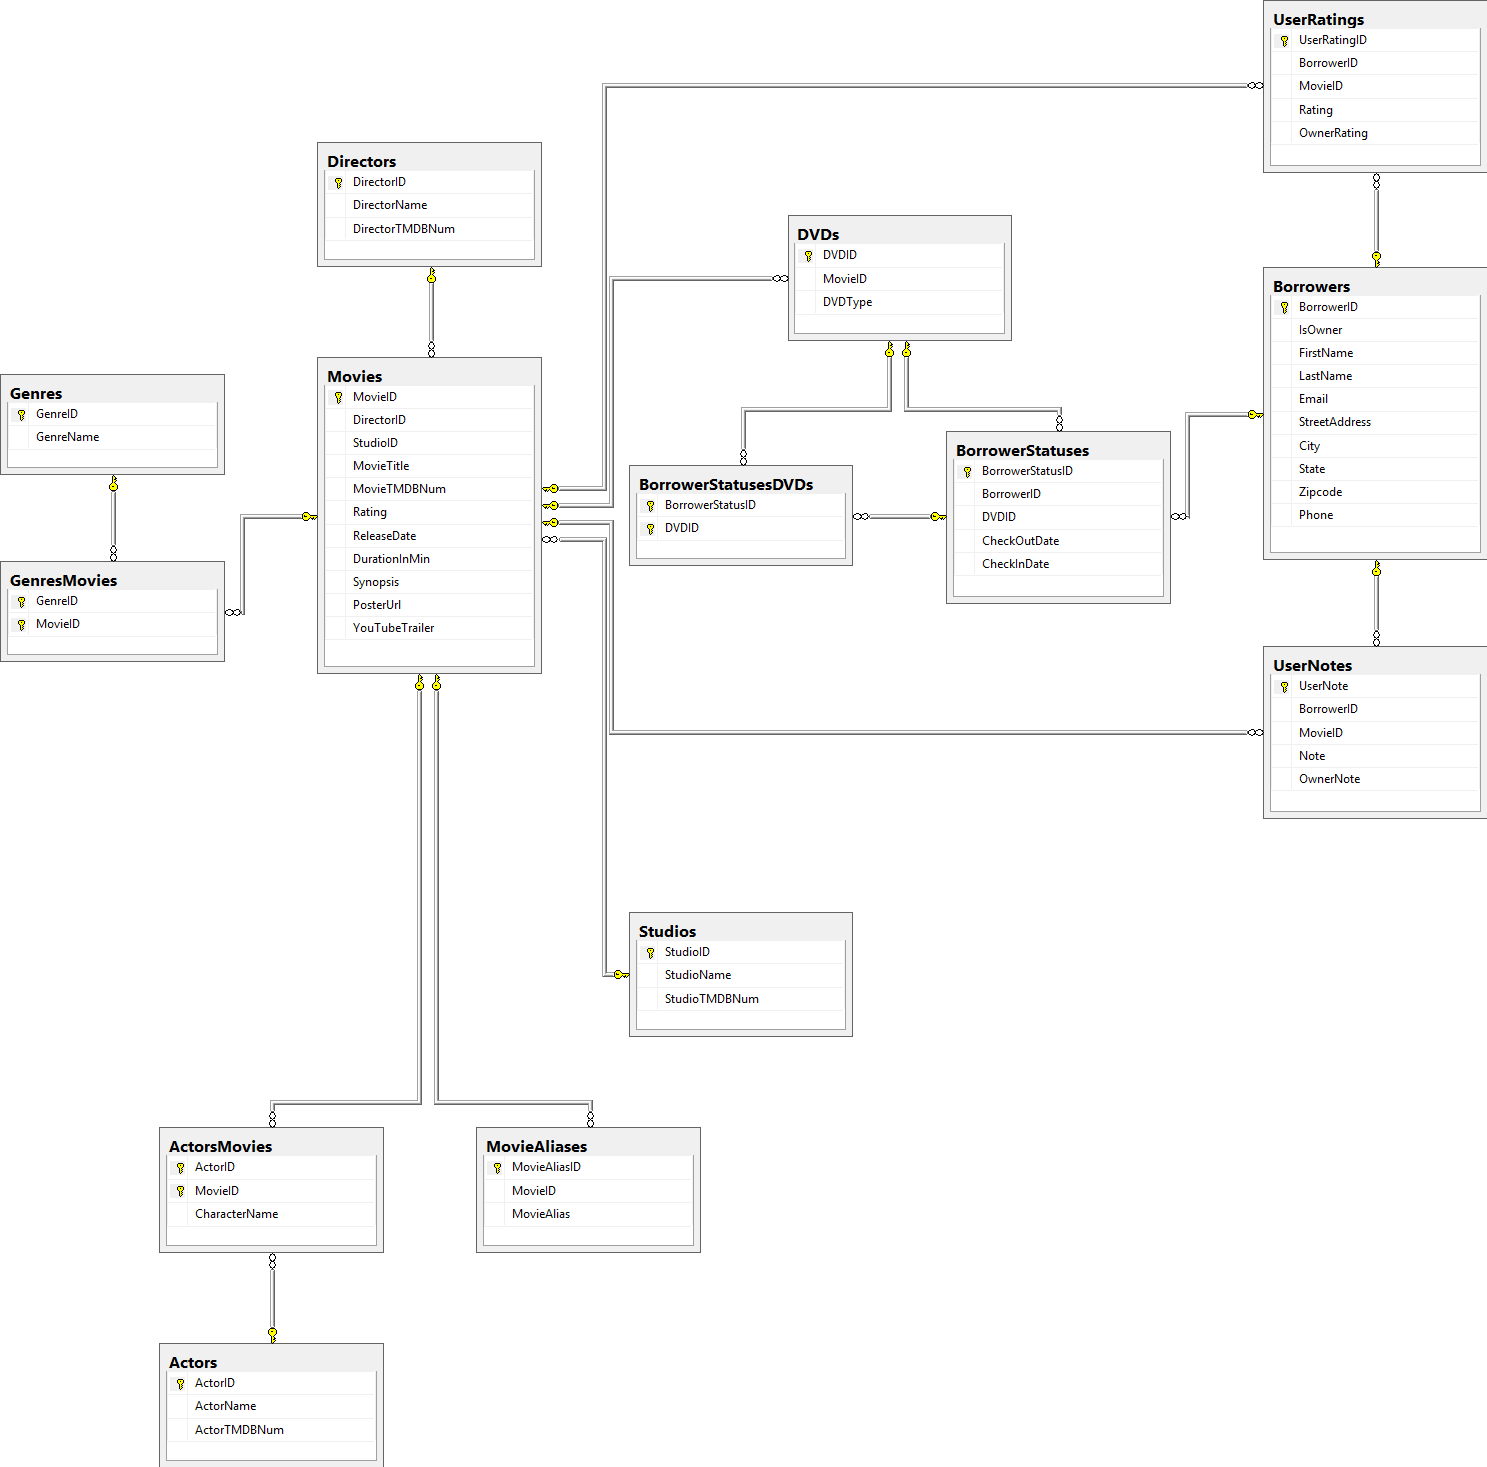 UserRatings
UserRatingID
BorrowerID
MovieID
Rating
OwnerRating
Directors
DirectorID
DirectorName
DirectorTMDBNum
DVDs
DVDID
MovieID
DVDType
Borrowers
BorrowerID
IsOwner
FirstName
LastName
Email
StreetAddress
City
State
Zipcode
Phone
Movies
MovieID
DirectorID
StudioID
MovieTitle
MovieTMDBNum
Rating
ReleaseDate
DurationInMin
Synopsis
PosterUrl
YouTubeTrailer
Genres
GenreID
GenreName
BorrowerStatuses
BorrowerStatusID
BorrowerID
DVDID
CheckOutDate
CheckInDate
BorrowerStatusesDVDs
BorrowerStatusID
DVDID
GenresMovies
GenreID
MovieID
UserNotes
UserNote
BorrowerID
MovieID
Note
OwnerNote
Studios
StudioID
StudioName
StudioTMDBNum
ActorsMovies
ActorID
MovieID
CharacterName
MovieAliases
MovieAliasID
MovieID
MovieAlias
Actors
ActorID
ActorName
ActorTMDBNum